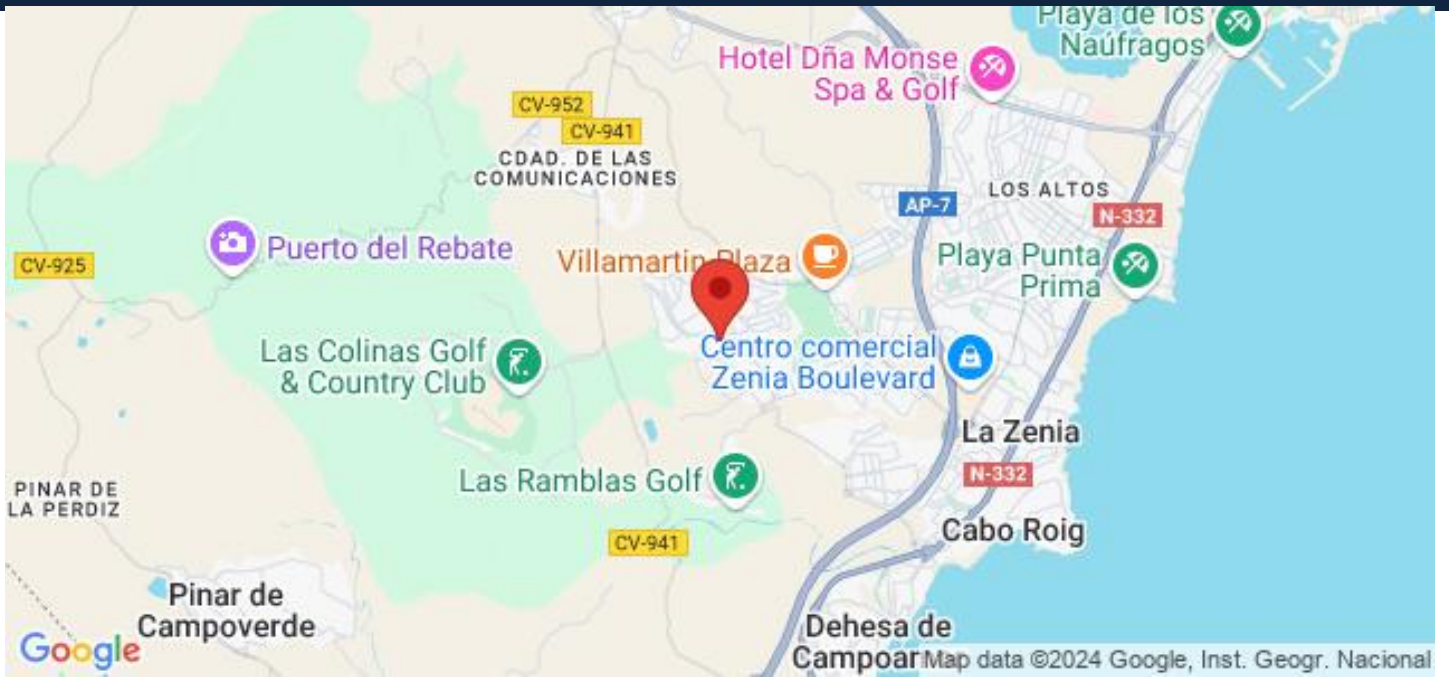 Playa de los
Naúfragos
Hotel Dña Monse
Spa & Golf
CV-952
CV-941
CDAD. DE LAS
COMUNICACIONES
LOS ALTOS
AP-7
N-332
Puerto del Rebate
CV-925
Villamartin Plaza
Playa Punta
Prima
Las Colinas Golf
& Country Club
Centro comercial
Zenia Boulevard
La Zenia
N-332
Las Ramblas Golf
PINAR DE
LA PERDIZ
Cabo Roig
CV-941
Pinar de
Campoverde
Dehesa de
Google
Map data ©2024 Google, Inst. Geogr. Nacional